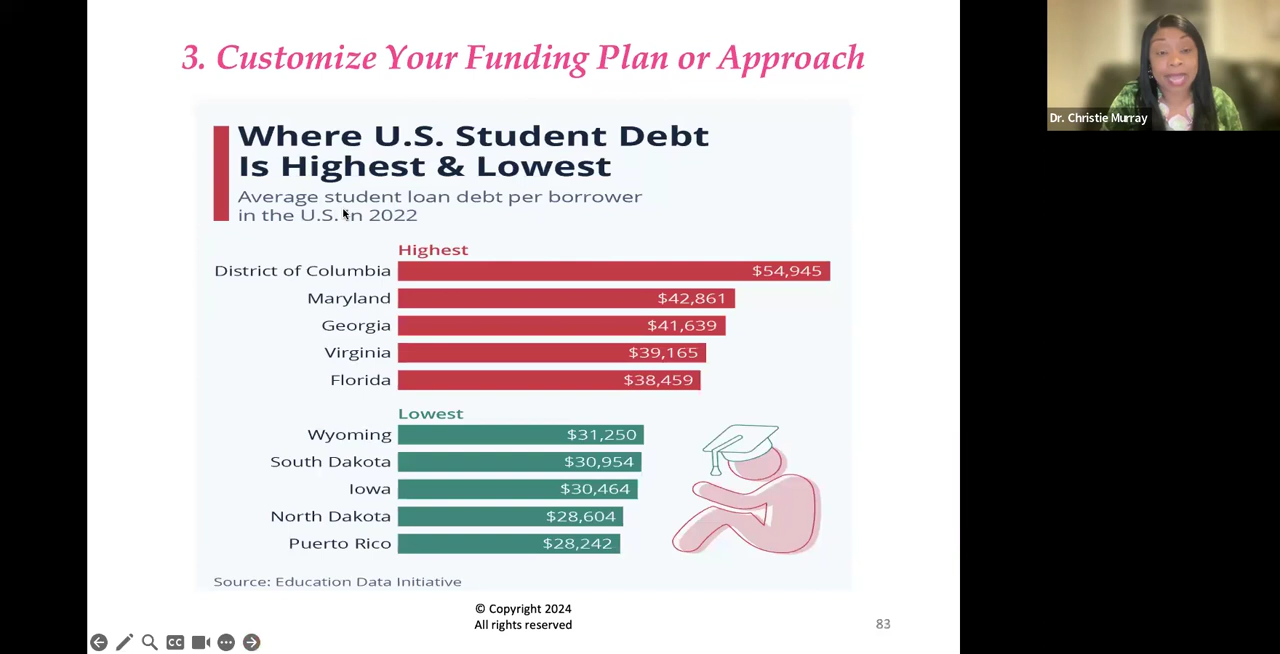 3. Customize Your Funding Plan or Approach
Dr. Christie Murray
Where U.S. Student Debt
Is Highest & Lowest
Average student loan debt per borrower
in the U.S. in 2022
Highest
District of Columbia $54,945
Maryland $42,861
Georgia $41,639
Virginia $39,165
Florida $38,459
Lowest
Wyoming $31,250
South Dakota $30,954
Iowa $30,464
North Dakota $28,604
Puerto Rico $28,242
Source: Education Data Initiative
© Copyright 2024
All rights reserved
83
CC